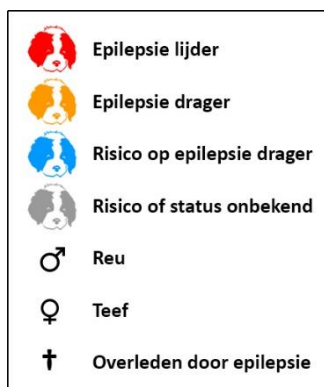 Epilepsie lijder
Epilepsie drager
Risico op epilepsie drager
Risico of status onbekend
♂ Reu
♀ Teef
✝ Overleden door epilepsie